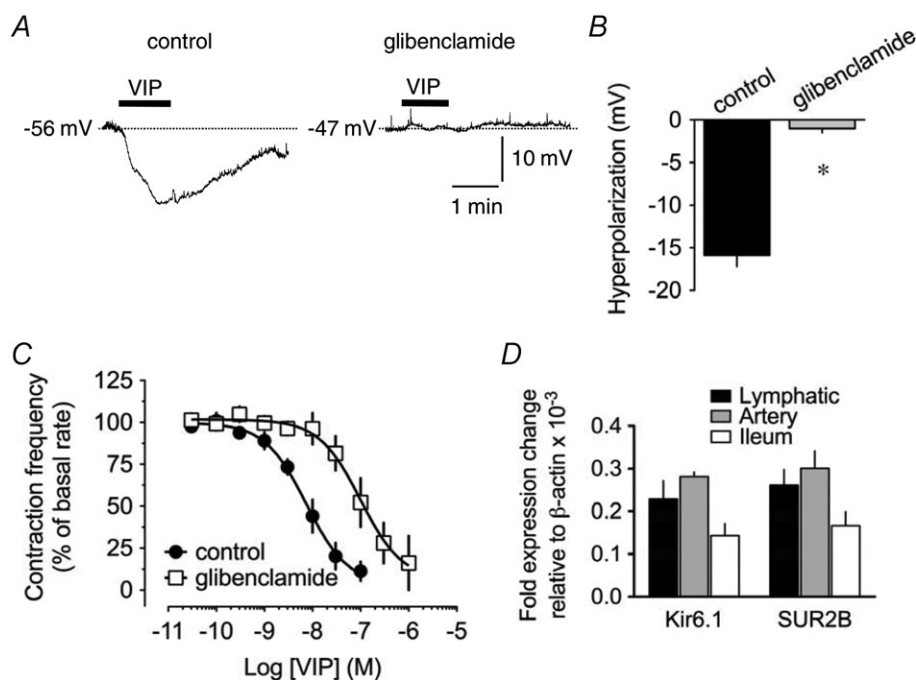 A
control
glibenclamide
VIP
VIP
-56 mV
-47 mV
10 mV
1 min
B
control
glibenclamide
Hyperpolarization (mV)
0
-5
-10
-15
-20
*
C
Contraction frequency
(% of basal rate)
125
100
75
50
25
0
control
glibenclamide
-11 -10 -9 -8 -7 -6 -5
Log [VIP] (M)
D
Fold expression change
relative to β-actin x 10-3
0.4
0.3
0.2
0.1
0.0
Lymphatic
Artery
Ileum
Kir6.1 SUR2B